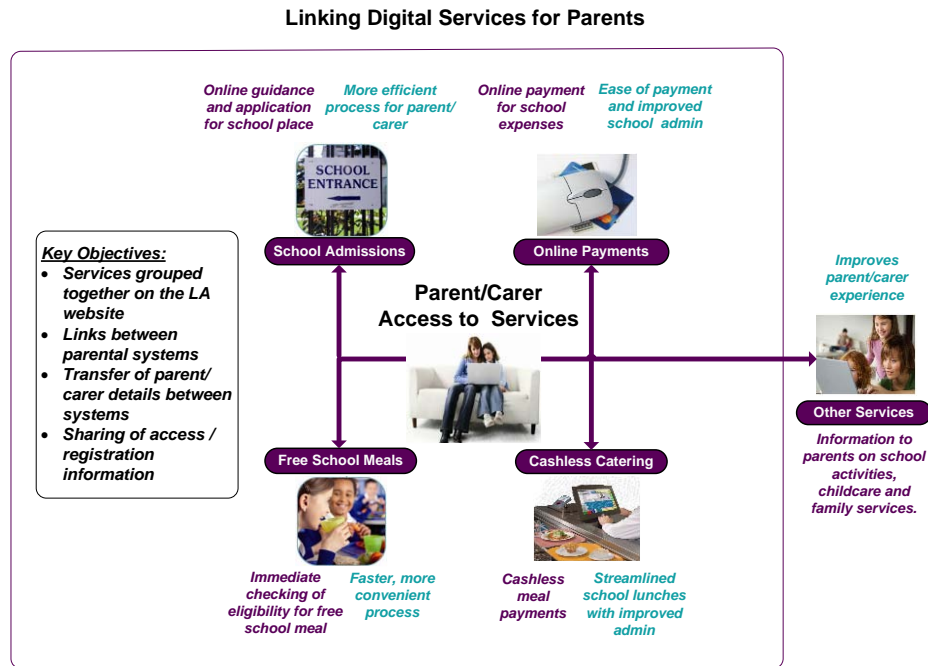 Linking Digital Services for Parents
Online guidance
and application
for school place
More efficient
process for parent/
carer
Online payment
for school
expenses
Ease of payment
and improved
school admin
SCHOOL
ENTRANCE
School Admissions
Online Payments
Key Objectives:
• Services grouped
together on the LA
website
• Links between
parental systems
• Transfer of parent/
carer details between
systems
• Sharing of access /
registration
information
Parent/Carer
Access to Services
Improves
parent/carer
experience
Other Services
Information to
parents on school
activities,
childcare and
family services.
Free School Meals
Cashless Catering
Immediate
checking of
eligibility for free
school meal
Faster, more
convenient
process
Cashless
meal
payments
Streamlined
school lunches
with improved
admin